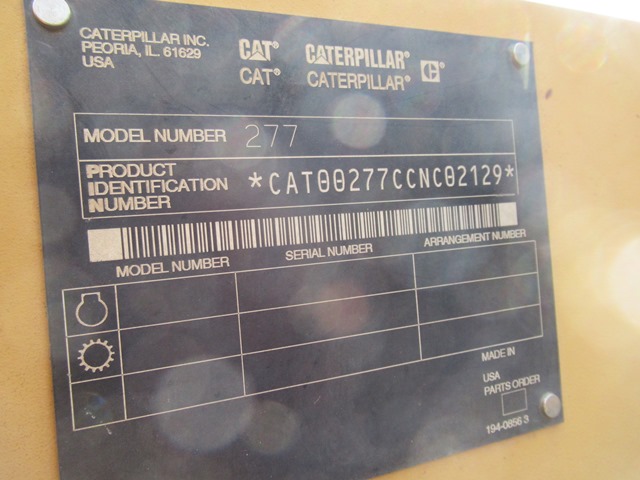 CATERPILLAR INC.
PEORIA, IL. 61629
USA
CAT® CATERPILLAR® C®
CAT® CATERPILLAR®
MODEL NUMBER 277
PRODUCT
IDENTIFICATION
NUMBER
*CAT00277CCNC02129*
MODEL NUMBER SERIAL NUMBER ARRANGEMENT NUMBER
MADE IN
USA
PARTS ORDER
194-0856 3